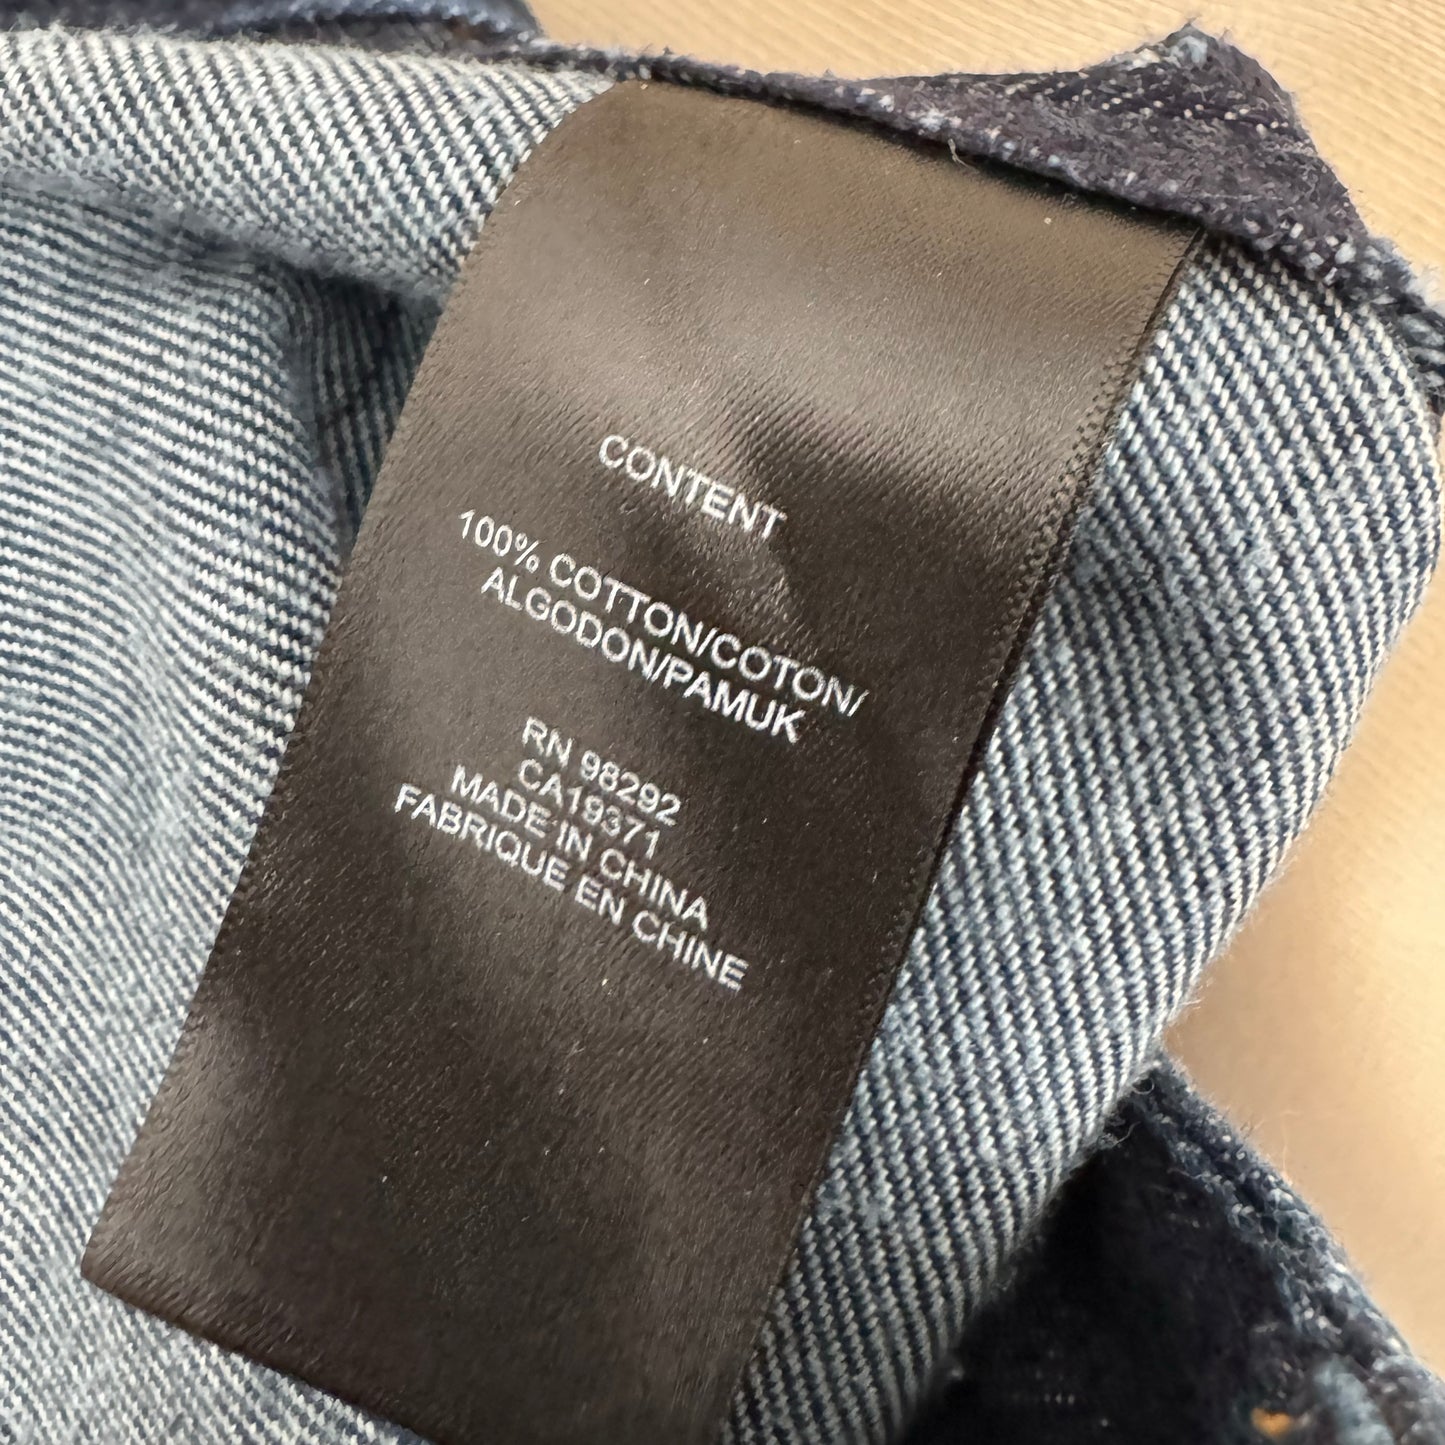 CONTENT
100% COTTON/COTON/
ALGODON/PAMUK
RN 98292
CA19371
MADE IN CHINA
FABRIQUE EN CHINE